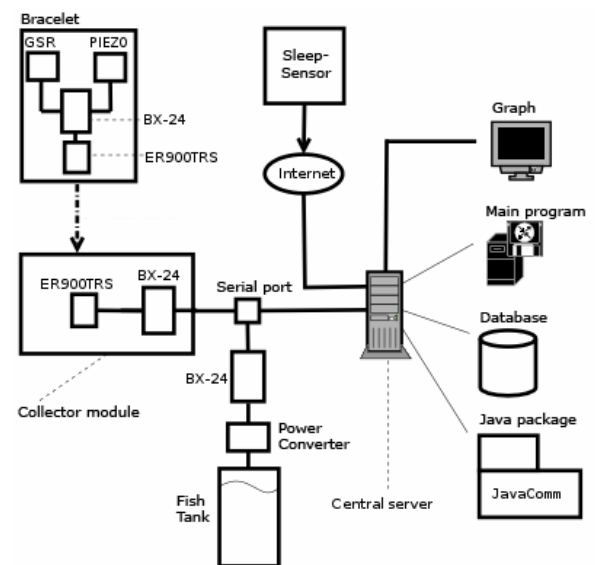 Bracelet
GSR
PIEZO
BX-24
ER900TRS
Sleep-
Sensor
Internet
Graph
Main program
ER900TRS
BX-24
Serial port
Database
BX-24
Collector module
Power
Converter
Java package
Fish
Tank
Central server
JavaComm